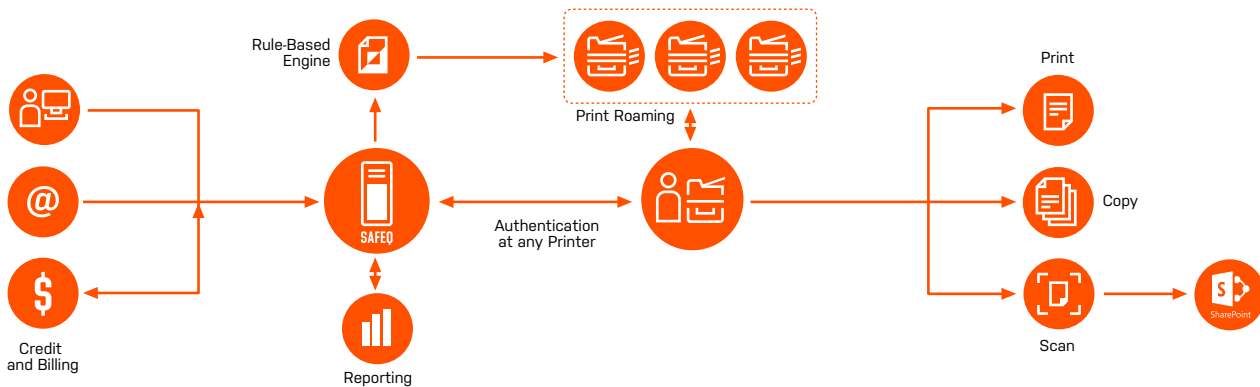 Rule-Based
Engine
Print Roaming
Print
@
SAFEQ
Authentication
at any Printer
Copy
$
Credit
and Billing
Reporting
Scan
S
SharePoint